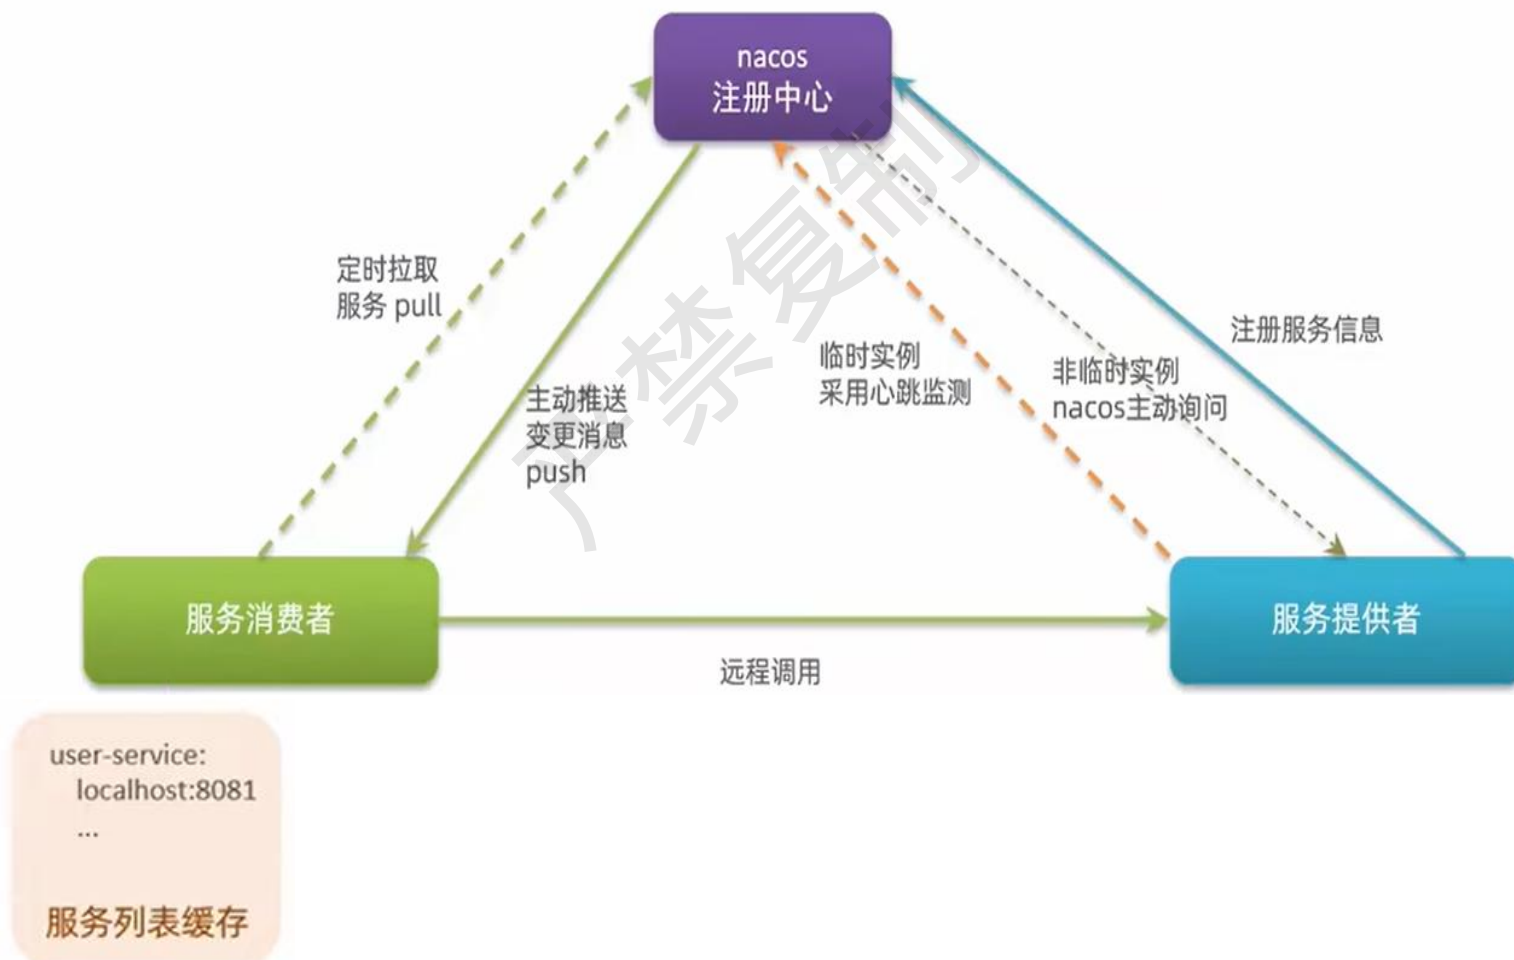 nacos
注册中心
定时拉取
服务 pull
主动推送
变更消息
push
临时实例
采用心跳监测
非临时实例
nacos主动询问
注册服务信息
服务消费者
服务提供者
远程调用
user-service:
localhost:8081
...
服务列表缓存
严禁复制